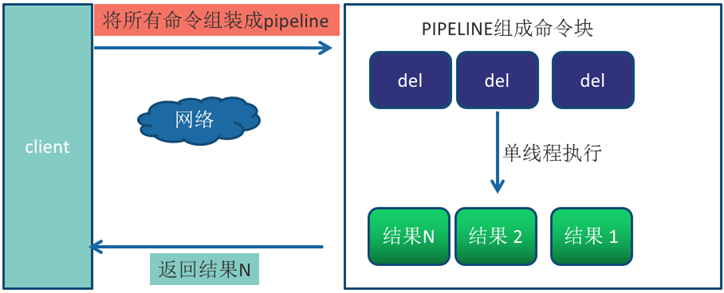 将所有命令组装成pipeline
PIPELINE组成命令块
del
del
del
网络
client
单线程执行
结果N
结果 2
结果 1
返回结果N